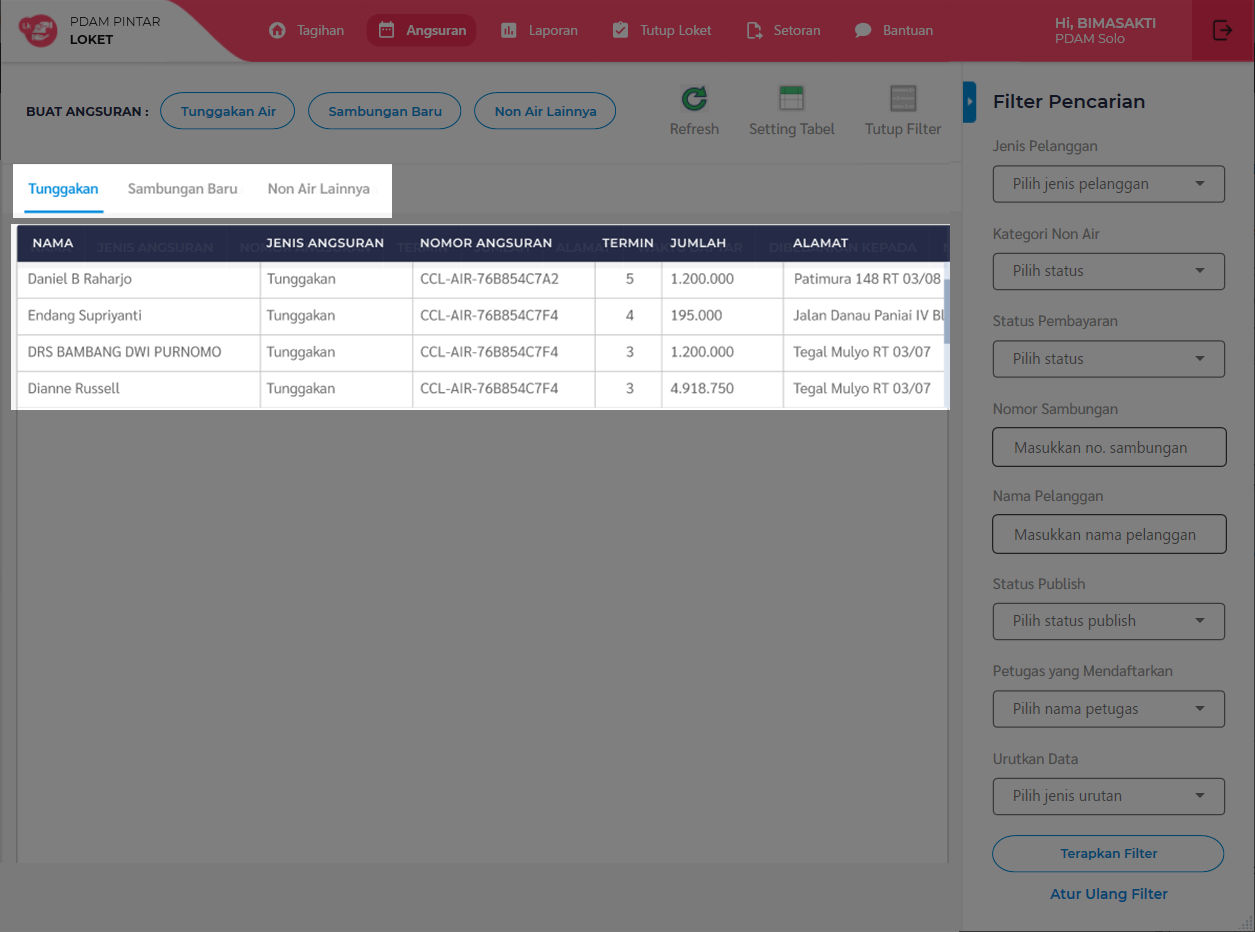 PDAM PINTAR
LOKET
Tagihan
Angsuran
Laporan
Tutup Loket
Setoran
Bantuan
Hi, BIMASAKTI
PDAM Solo
BUAT ANGSURAN :
Tunggakan Air
Sambungan Baru
Non Air Lainnya
Refresh
Setting Tabel
Tutup Filter
Tunggakan
Sambungan Baru
Non Air Lainnya
NAMA JENIS ANGSURAN NOMOR ANGSURAN TERMIN JUMLAH ALAMAT
Daniel B Raharjo Tunggakan CCL-AIR-76B854C7A2 5 1.200.000 Patimura 148 RT 03/08
Endang Supriyanti Tunggakan CCL-AIR-76B854C7F4 4 195.000 Jalan Danau Paniai IV Bl
DRS BAMBANG DWI PURNOMO Tunggakan CCL-AIR-76B854C7F4 3 1.200.000 Tegal Mulyo RT 03/07
Dianne Russell Tunggakan CCL-AIR-76B854C7F4 3 4.918.750 Tegal Mulyo RT 03/07
Filter Pencarian
Jenis Pelanggan
Pilih jenis pelanggan
Kategori Non Air
Pilih status
Status Pembayaran
Pilih status
Nomor Sambungan
Masukkan no. sambungan
Nama Pelanggan
Masukkan nama pelanggan
Status Publish
Pilih status publish
Petugas yang Mendaftarkan
Pilih nama petugas
Urutkan Data
Pilih jenis urutan
Terapkan Filter
Atur Ulang Filter